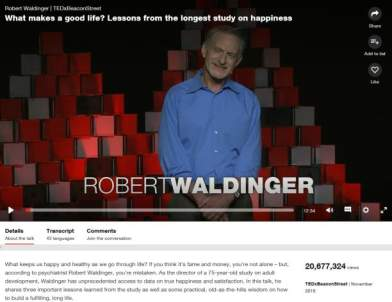 Robert Waldinger | TEDxBeaconStreet
What makes a good life? Lessons from the longest study on happiness
Share
Add to list
Like
ROBERTWALDINGER
12:34
Details
About the talk
Transcript
43 languages
Comments
Join the conversation
What keeps us happy and healthy as we go through life? If you think it's fame and money, you're not alone – but,
according to psychiatrist Robert Waldinger, you're mistaken. As the director of a 75-year-old study on adult
development, Waldinger has unprecedented access to data on true happiness and satisfaction. In this talk, he
shares three important lessons learned from the study as well as some practical, old-as-the-hills wisdom on how
to build a fulfilling, long life.
20,677,324 views
TEDxBeaconStreet | November
2015